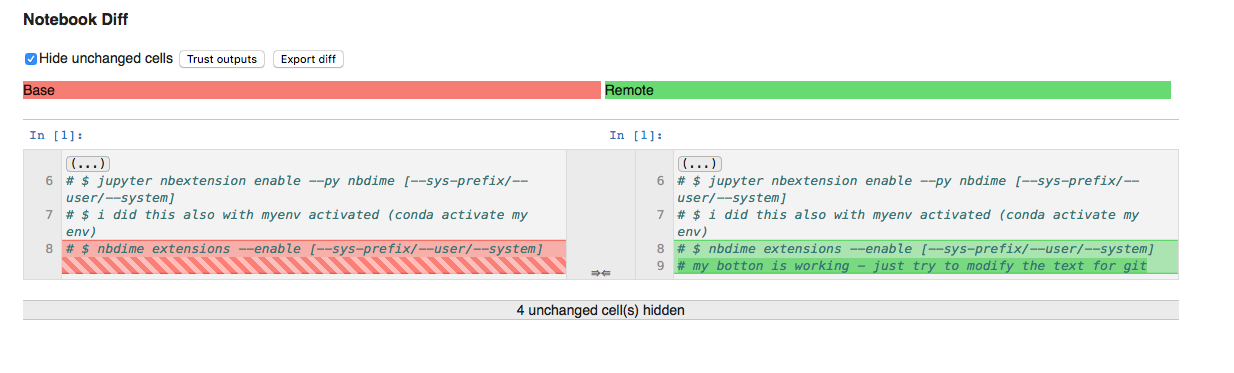 Notebook Diff
Hide unchanged cells Trust outputs Export diff
Base Remote
In [1]: In [1]:
(...)
6 # $ jupyter nbextension enable --py nbdime [--sys-prefix/--
user/--system]
7 # $ i did this also with myenv activated (conda activate my
env)
8 # $ nbdime extensions --enable [--sys-prefix/--user/--system]
(...)
6 # $ jupyter nbextension enable --py nbdime [--sys-prefix/--
user/--system]
7 # $ i did this also with myenv activated (conda activate my
env)
8 # $ nbdime extensions --enable [--sys-prefix/--user/--system]
9 # my botton is working - just try to modify the text for git
4 unchanged cell(s) hidden